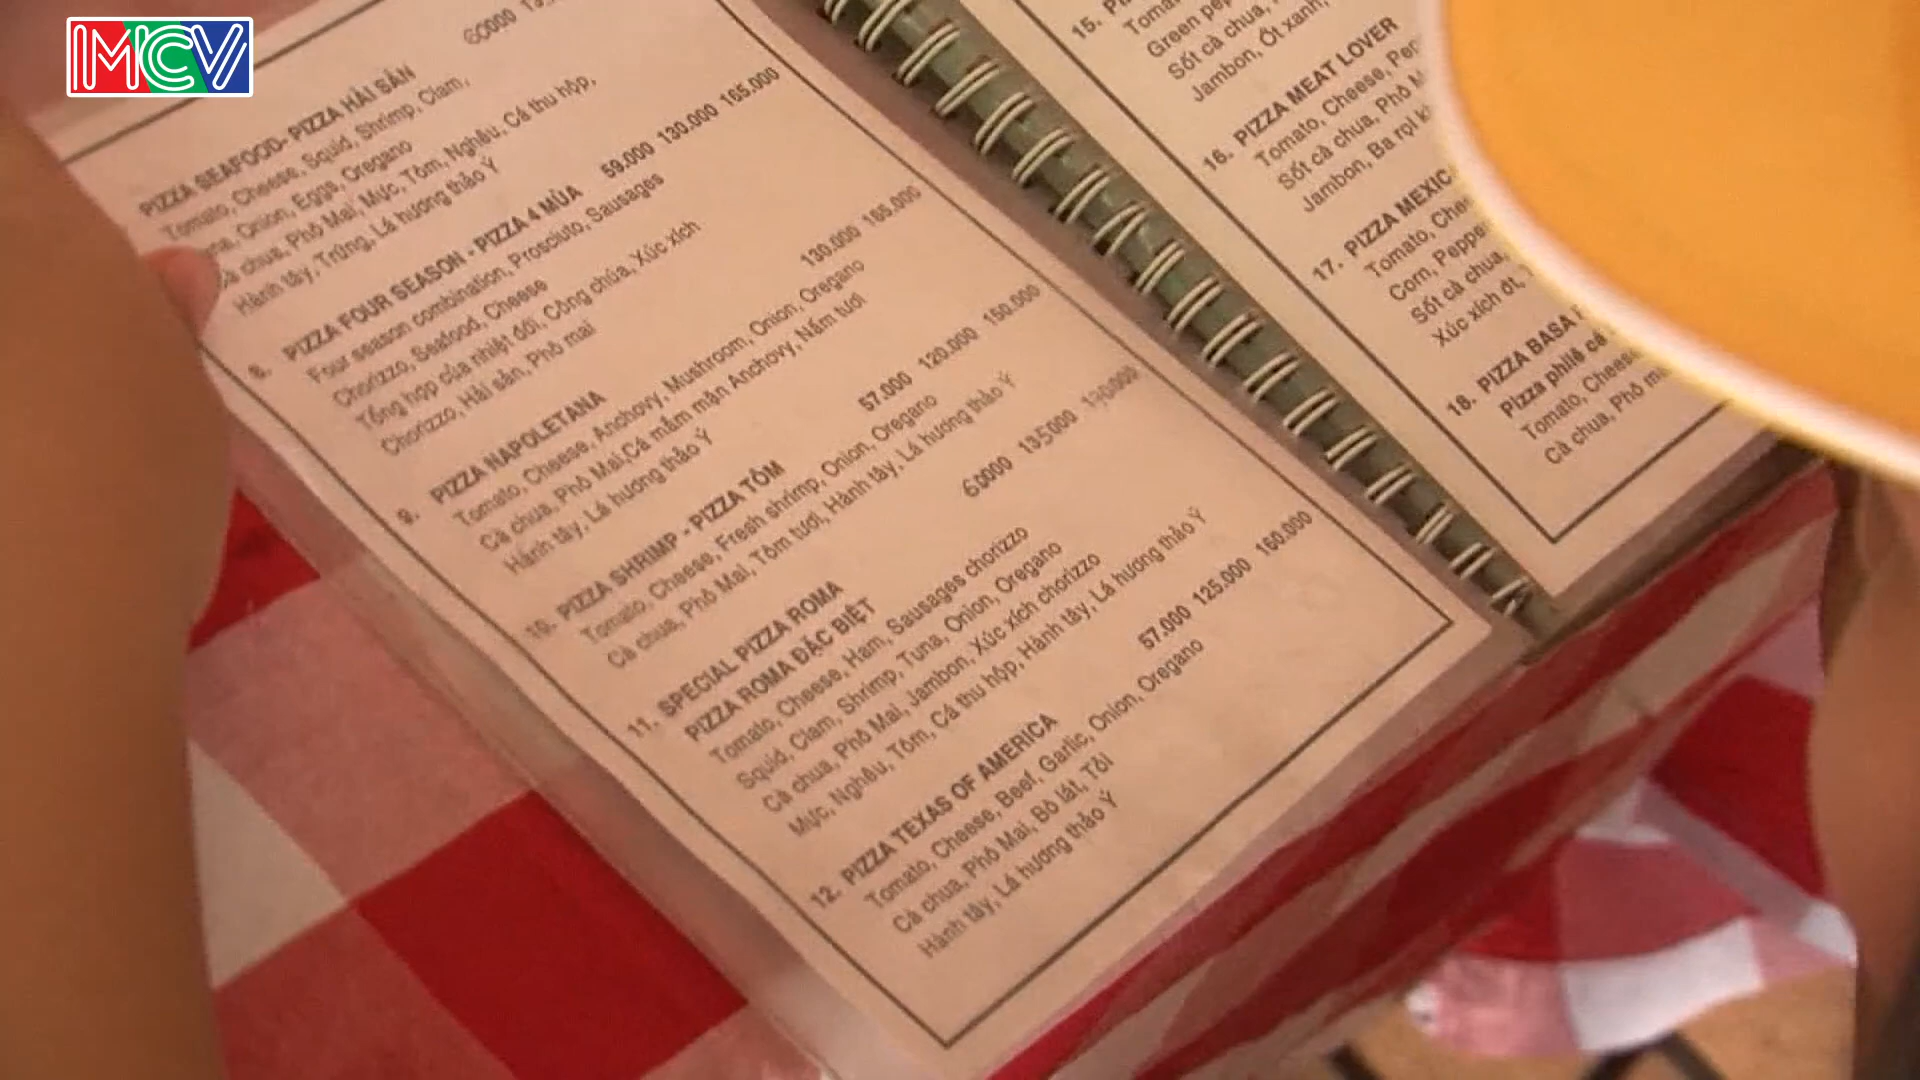 MCV
PIZZA SEAFOOD- PIZZA HẢI SẢN 60000
Tomato, Cheese, Squid, Shrimp, Clam,
Onion, Eggs, Oregano
chua, Phô Mai, Mực, Tôm, Nghêu, Cá thu hộp,
Hành tây, Trứng, Lá hương thảo Ý
8. PIZZA FOUR SEASON - PIZZA 4 MÙA 59.000 130.000 165.000
Four season combination, Prosciuto, Sausages
Chorizzo, Seafood, Cheese
Tổng hợp của nhiệt đới, Công chúa, Xúc xích
Chorizzo, Hải sản, Phô mai
9. PIZZA NAPOLETANA 130.000 165.000
Tomato, Cheese, Anchovy, Mushroom, Onion, Oregano
Cà chua, Phô Mai,Cá mắm mặn Anchovy, Nấm tươi
Hành tây, Lá hương thảo Ý
10. PIZZA SHRIMP - PIZZA TÔM 57.000 120.000 150.000
Tomato, Cheese, Fresh shrimp, Onion, Oregano
Cà chua, Phô Mai, Tôm tươi, Hành tây, Lá hương thảo Ý
11. SPECIAL PIZZA ROMA
PIZZA ROMA ĐẶC BIỆT
Tomato, Cheese, Ham, Sausages chorizzo
Squid, Clam, Shrimp, Tuna, Onion, Oregano
Cà chua, Phô Mai, Jambon, Xúc xích chorizzo
Mực, Nghêu, Tôm, Cá thu hộp, Hành tây, Lá hương thảo Ý
12. PIZZA TEXAS OF AMERICA 57.000 125.000 160.000
Tomato, Cheese, Beef, Garlic, Onion, Oregano
Cà chua, Phô Mai, Bò lát, Tỏi
Hành tây, Lá hương thảo Ý
15.
Green
Sốt cà chua,
Jambon, Ớt xanh,
16. PIZZA MEAT LOVER
Tomato, Cheese,
Sốt cà chua, Phô
Jambon, Ba rọi
17. PIZZA
Tomato,
Corn,
Sốt cà chua,
Xúc xích ớt,
18. PIZZA BASA
Pizza philê cá
Tomato,
Cà chua, Phô